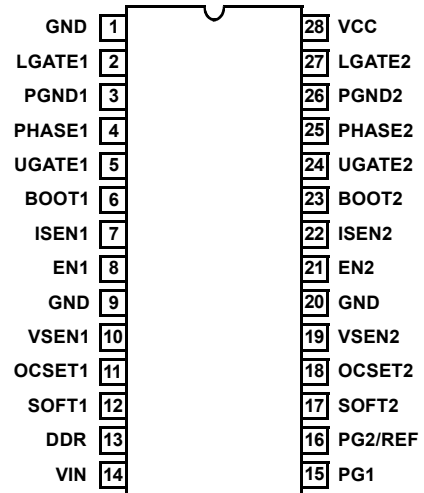 GND 1 28 VCC
LGATE1 2 27 LGATE2
PGND1 3 26 PGND2
PHASE1 4 25 PHASE2
UGATE1 5 24 UGATE2
BOOT1 6 23 BOOT2
ISEN1 7 22 ISEN2
EN1 8 21 EN2
GND 9 20 GND
VSEN1 10 19 VSEN2
OCSET1 11 18 OCSET2
SOFT1 12 17 SOFT2
DDR 13 16 PG2/REF
VIN 14 15 PG1